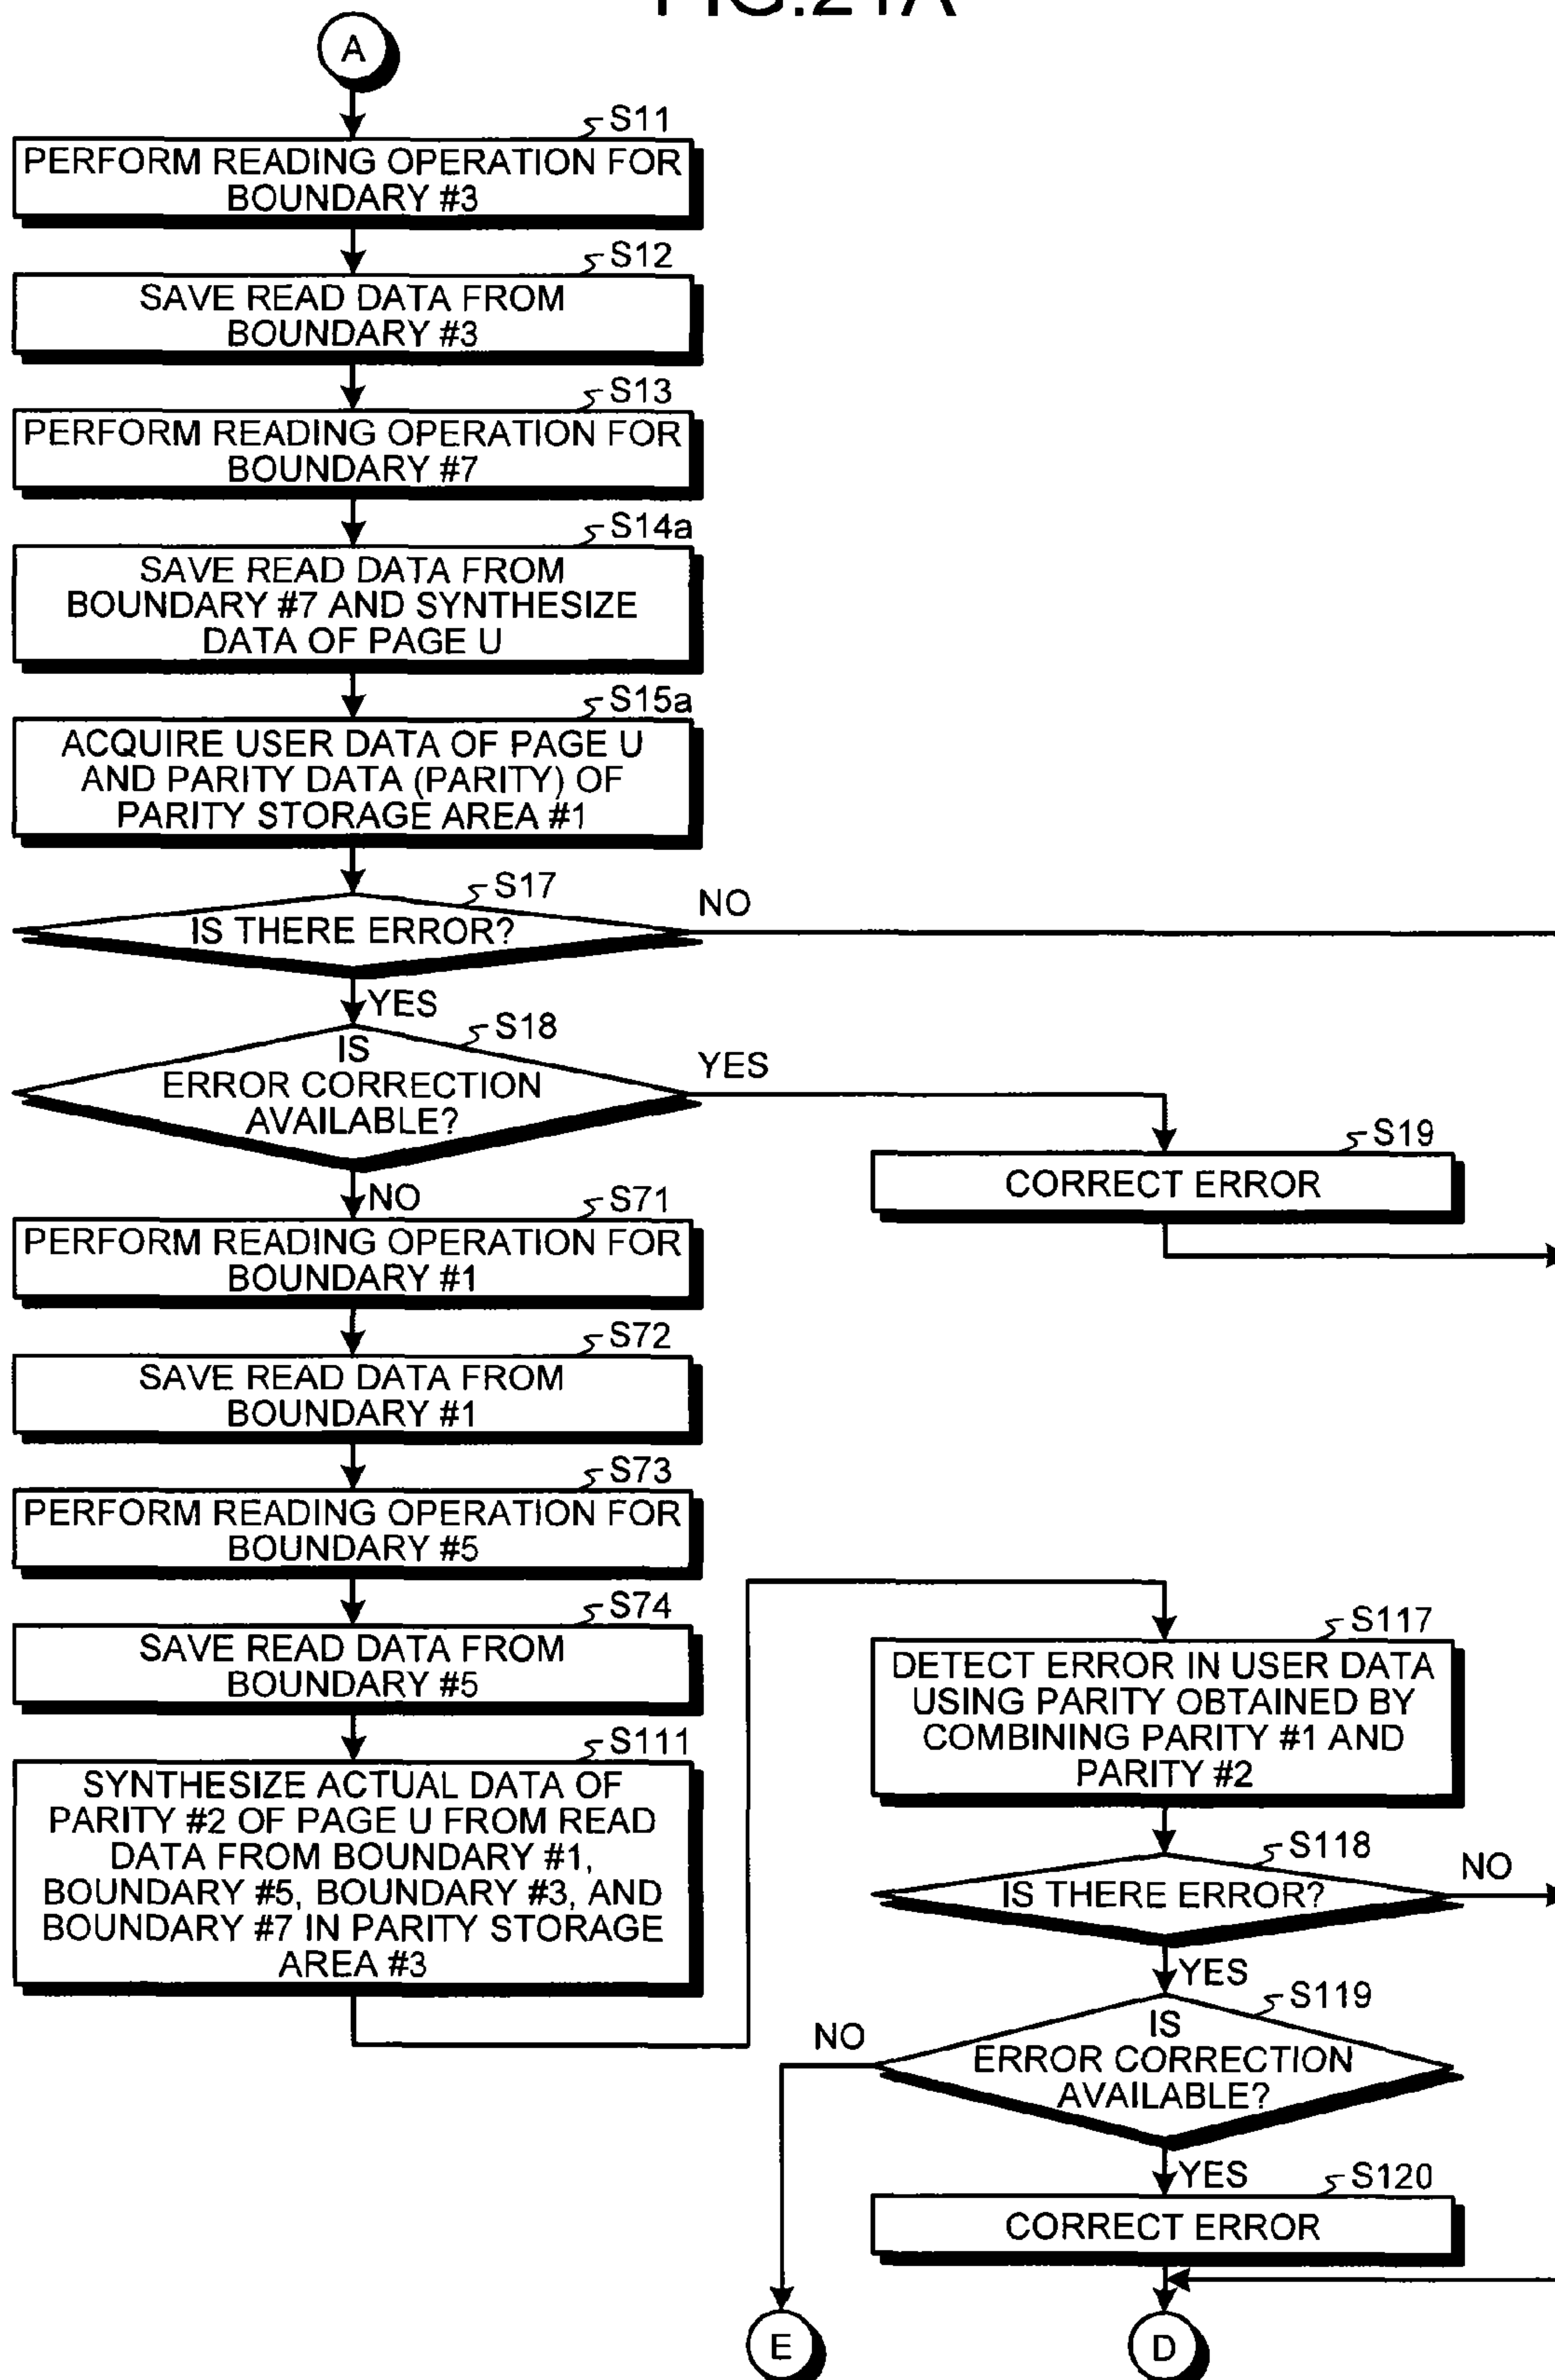 FIG.21A
A
S11
PERFORM READING OPERATION FOR
BOUNDARY #3
S12
SAVE READ DATA FROM
BOUNDARY #3
S13
PERFORM READING OPERATION FOR
BOUNDARY #7
S14a
SAVE READ DATA FROM
BOUNDARY #7 AND SYNTHESIZE
DATA OF PAGE U
S15a
ACQUIRE USER DATA OF PAGE U
AND PARITY DATA (PARITY) OF
PARITY STORAGE AREA #1
S17
IS THERE ERROR?
NO
YES
S18
IS
ERROR CORRECTION
AVAILABLE?
YES
S19
CORRECT ERROR
NO
S71
PERFORM READING OPERATION FOR
BOUNDARY #1
S72
SAVE READ DATA FROM
BOUNDARY #1
S73
PERFORM READING OPERATION FOR
BOUNDARY #5
S74
SAVE READ DATA FROM
BOUNDARY #5
S111
SYNTHESIZE ACTUAL DATA OF
PARITY #2 OF PAGE U FROM READ
DATA FROM BOUNDARY #1,
BOUNDARY #5, BOUNDARY #3, AND
BOUNDARY #7 IN PARITY STORAGE
AREA #3
S117
DETECT ERROR IN USER DATA
USING PARITY OBTAINED BY
COMBINING PARITY #1 AND
PARITY #2
S118
IS THERE ERROR?
NO
YES
S119
IS
ERROR CORRECTION
AVAILABLE?
NO
YES
S120
CORRECT ERROR
E
D